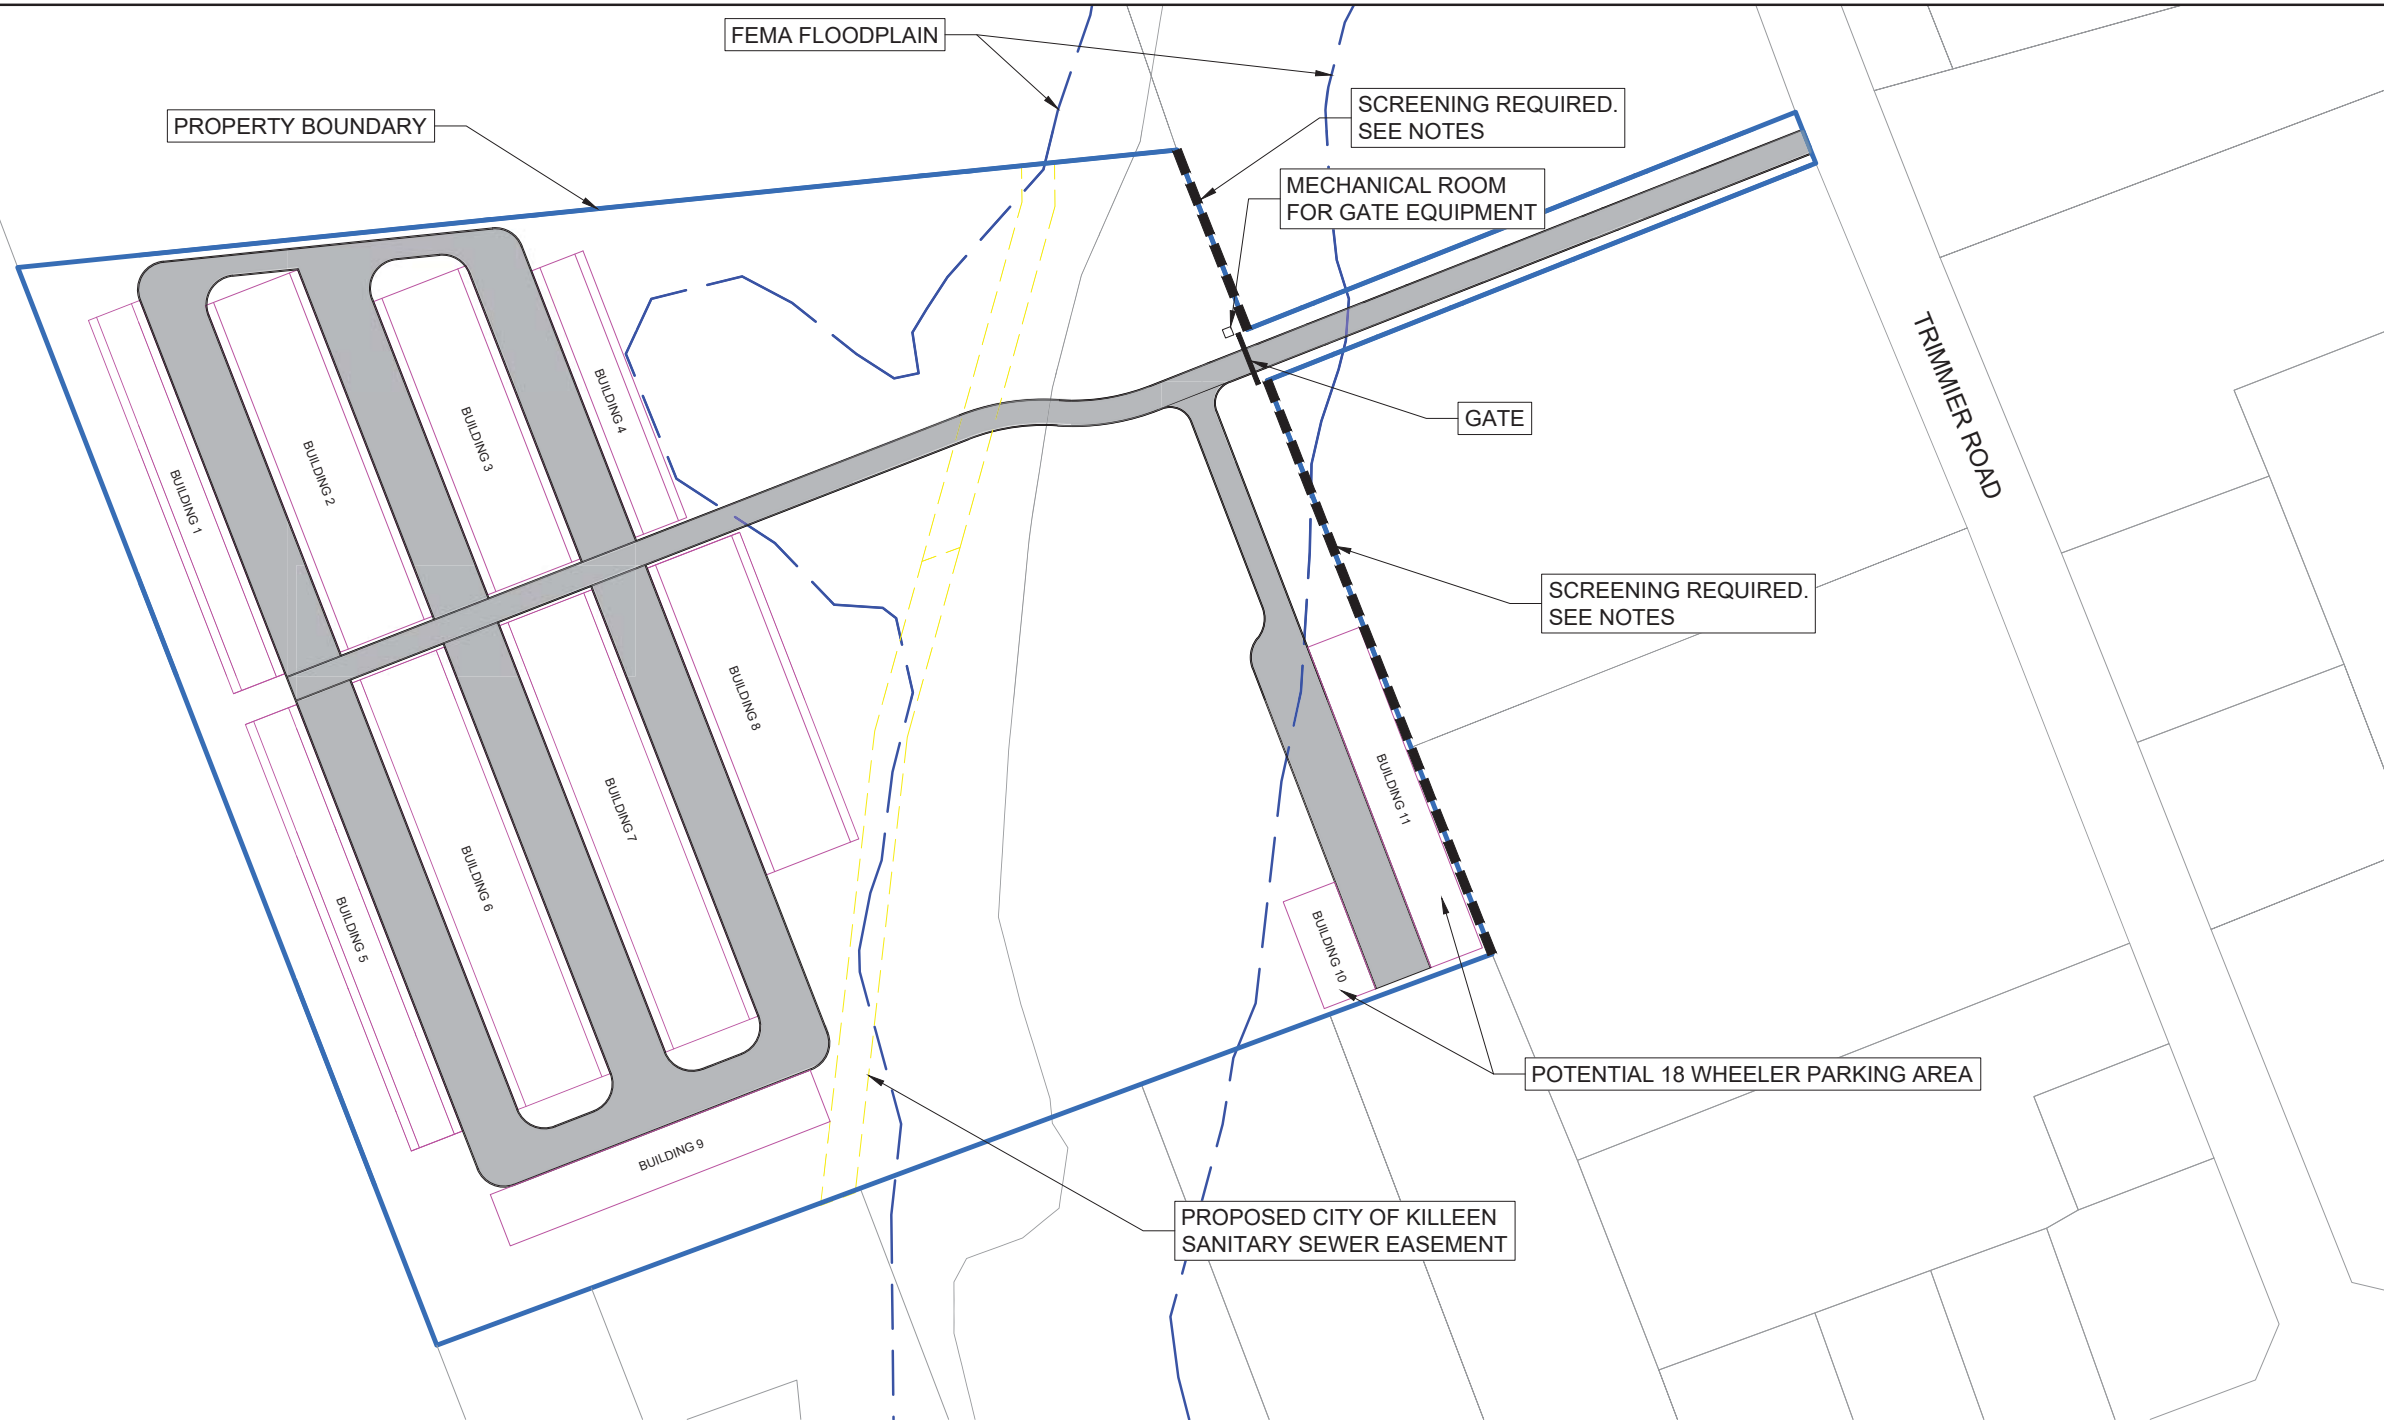 FEMA FLOODPLAIN
PROPERTY BOUNDARY
SCREENING REQUIRED.
SEE NOTES
MECHANICAL ROOM
FOR GATE EQUIPMENT
TRIMMIER ROAD
GATE
BUILDING 1
BUILDING 2
BUILDING 3
BUILDING 4
SCREENING REQUIRED.
SEE NOTES
BUILDING 5
BUILDING 6
BUILDING 7
BUILDING 8
BUILDING 11
BUILDING 10
BUILDING 9
POTENTIAL 18 WHEELER PARKING AREA
PROPOSED CITY OF KILLEEN
SANITARY SEWER EASEMENT